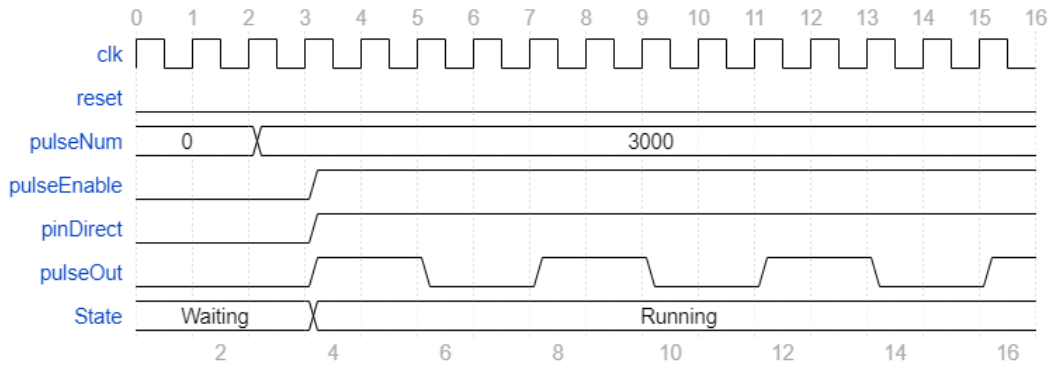 0 1 2 3 4 5 6 7 8 9 10 11 12 13 14 15 16
clk
reset
pulseNum 0 3000
pulseEnable
pinDirect
pulseOut
State Waiting Running
2 4 6 8 10 12 14 16